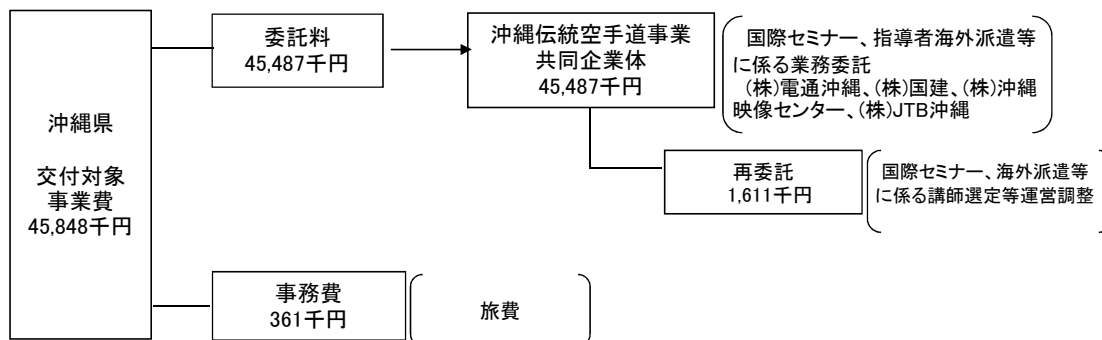 沖縄県
交付対象
事業費
45,848千円
委託料
45,487千円
沖縄伝統空手道事業
共同企業体
45,487千円
国際セミナー、指導者海外派遣等
に係る業務委託
(株)電通沖縄、(株)国建、(株)沖縄
映像センター、(株)JTB沖縄
再委託
1,611千円
国際セミナー、海外派遣等
に係る講師選定等運営調整
事務費
361千円
旅費